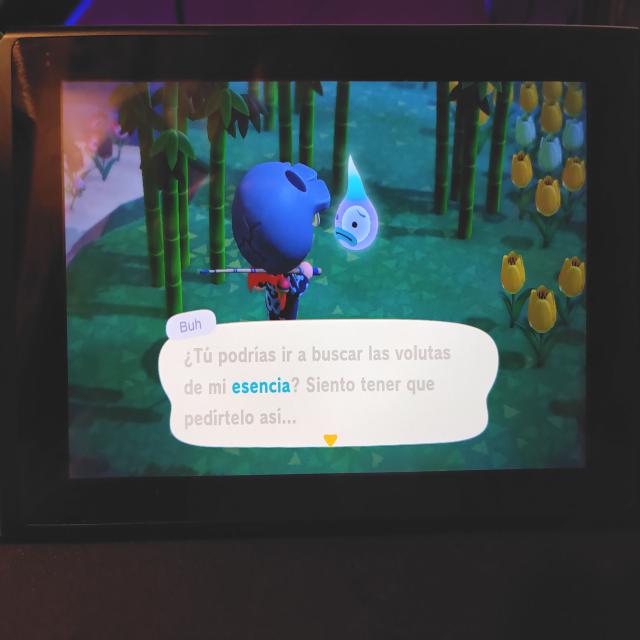 Buh
¿Tú podrías ir a buscar las volutas
de mi esencia? Siento tener que
pedírtelo así...